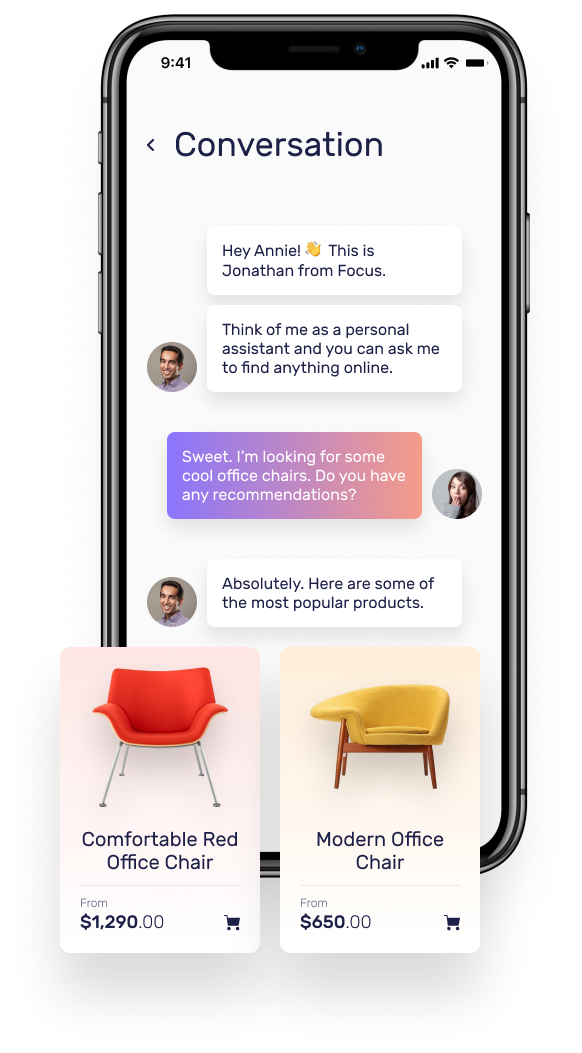 9:41
Conversation
Hey Annie! 👋 This is
Jonathan from Focus.
Think of me as a personal
assistant and you can ask me
to find anything online.
Sweet. I’m looking for some
cool office chairs. Do you have
any recommendations?
Absolutely. Here are some of
the most popular products.
Comfortable Red
Office Chair
From
$1,290.00
Modern Office
Chair
From
$650.00